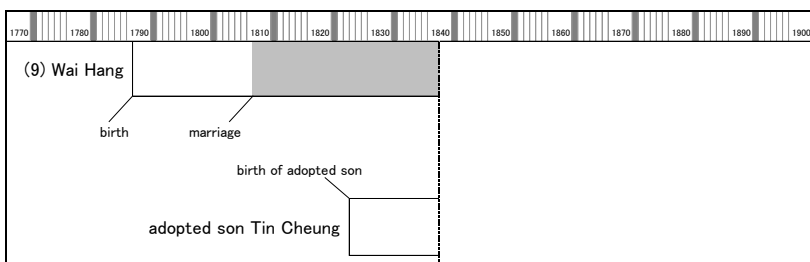 1770 1780 1790 1800 1810 1820 1830 1840 1850 1860 1870 1880 1890 1900
(9) Wai Hang
birth marriage
birth of adopted son
adopted son Tin Cheung